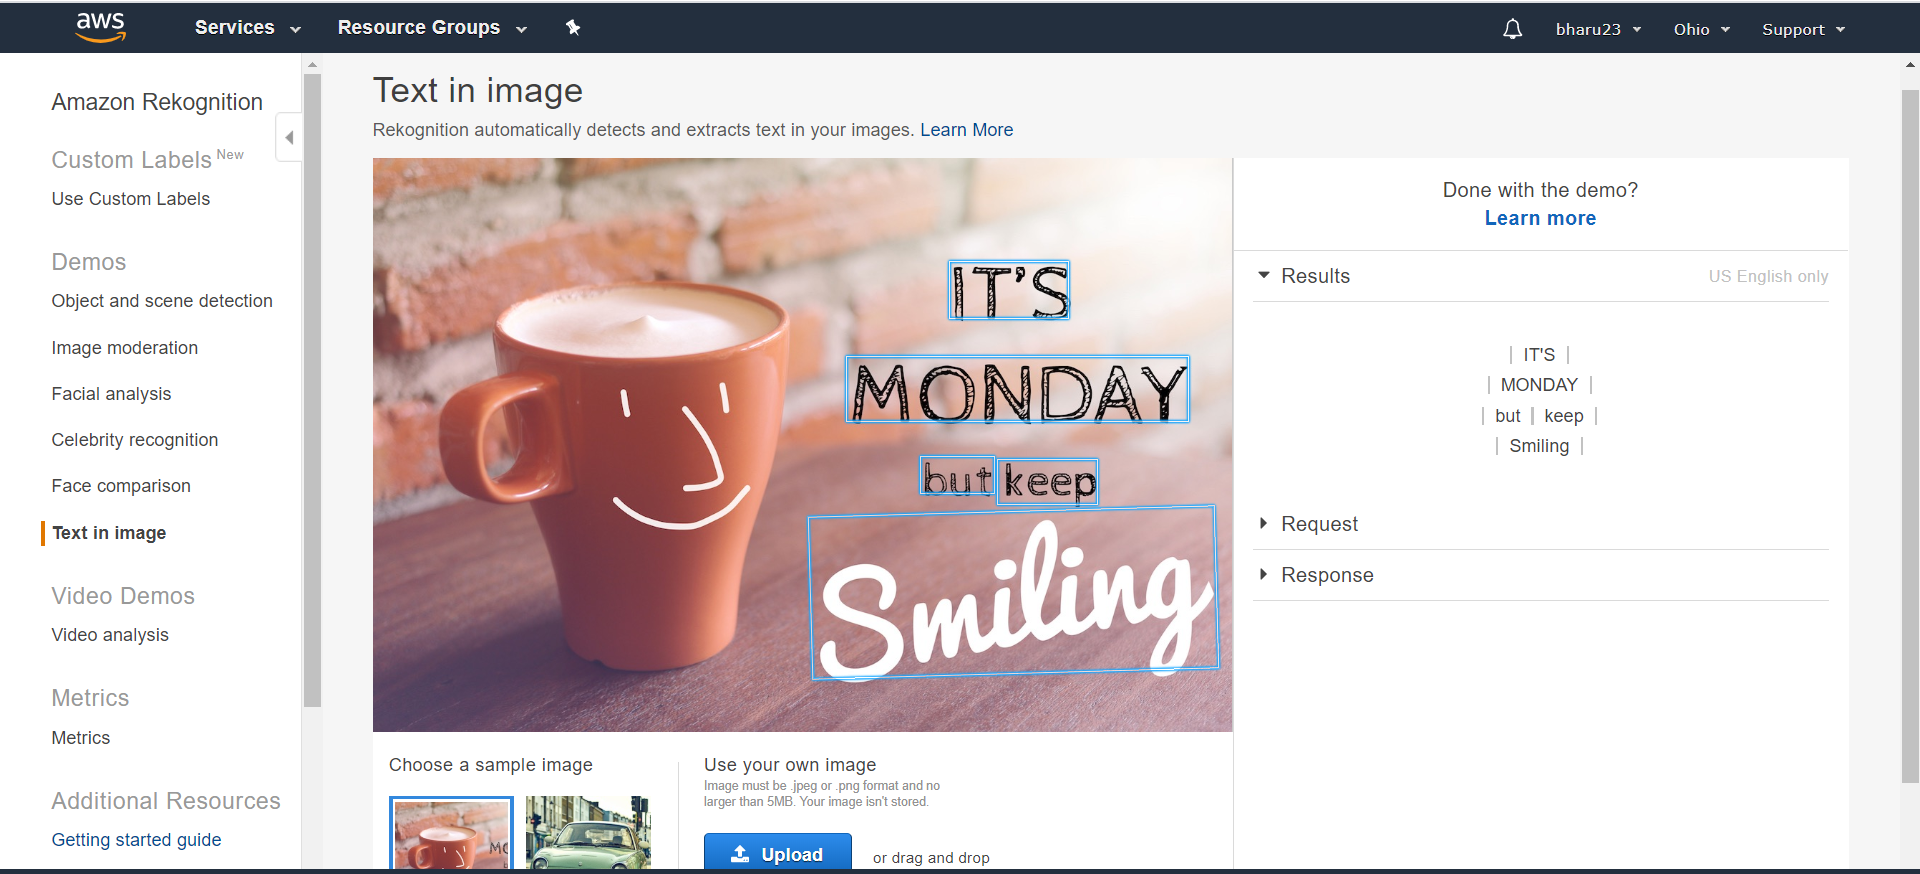 aws
Services
Resource Groups
bharu23
Ohio
Support
Amazon Rekognition
Custom Labels New
Use Custom Labels
Demos
Object and scene detection
Image moderation
Facial analysis
Celebrity recognition
Face comparison
Text in image
Video Demos
Video analysis
Metrics
Metrics
Additional Resources
Getting started guide
Text in image
Rekognition automatically detects and extracts text in your images. Learn More
IT'S
MONDAY
but keep
Smiling
Choose a sample image
Use your own image
Image must be .jpeg or .png format and no
larger than 5MB. Your image isn't stored.
Upload
or drag and drop
Done with the demo?
Learn more
Results
US English only
| IT'S |
| MONDAY |
| but | keep |
| Smiling |
Request
Response